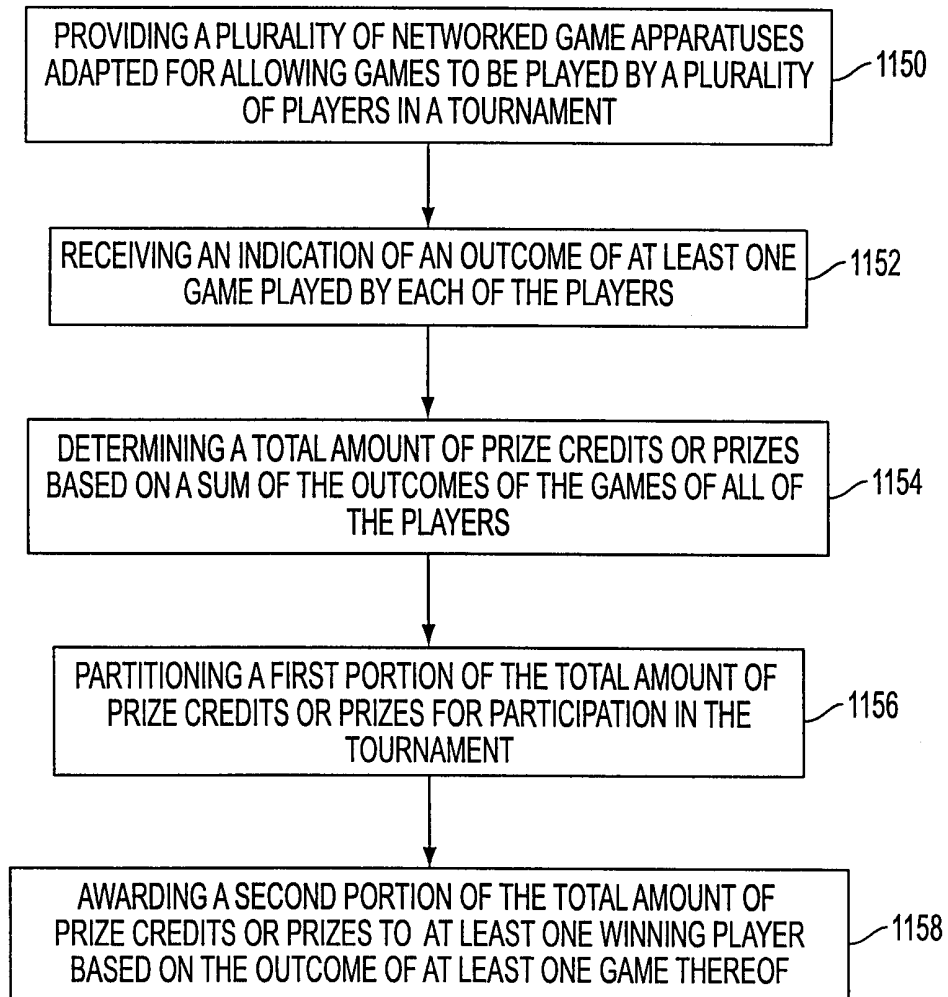 PROVIDING A PLURALITY OF NETWORKED GAME APPARATUSES
ADAPTED FOR ALLOWING GAMES TO BE PLAYED BY A PLURALITY
OF PLAYERS IN A TOURNAMENT
1150
RECEIVING AN INDICATION OF AN OUTCOME OF AT LEAST ONE
GAME PLAYED BY EACH OF THE PLAYERS
1152
DETERMINING A TOTAL AMOUNT OF PRIZE CREDITS OR PRIZES
BASED ON A SUM OF THE OUTCOMES OF THE GAMES OF ALL OF
THE PLAYERS
1154
PARTITIONING A FIRST PORTION OF THE TOTAL AMOUNT OF
PRIZE CREDITS OR PRIZES FOR PARTICIPATION IN THE
TOURNAMENT
1156
AWARDING A SECOND PORTION OF THE TOTAL AMOUNT OF
PRIZE CREDITS OR PRIZES TO AT LEAST ONE WINNING PLAYER
BASED ON THE OUTCOME OF AT LEAST ONE GAME THEREOF
1158